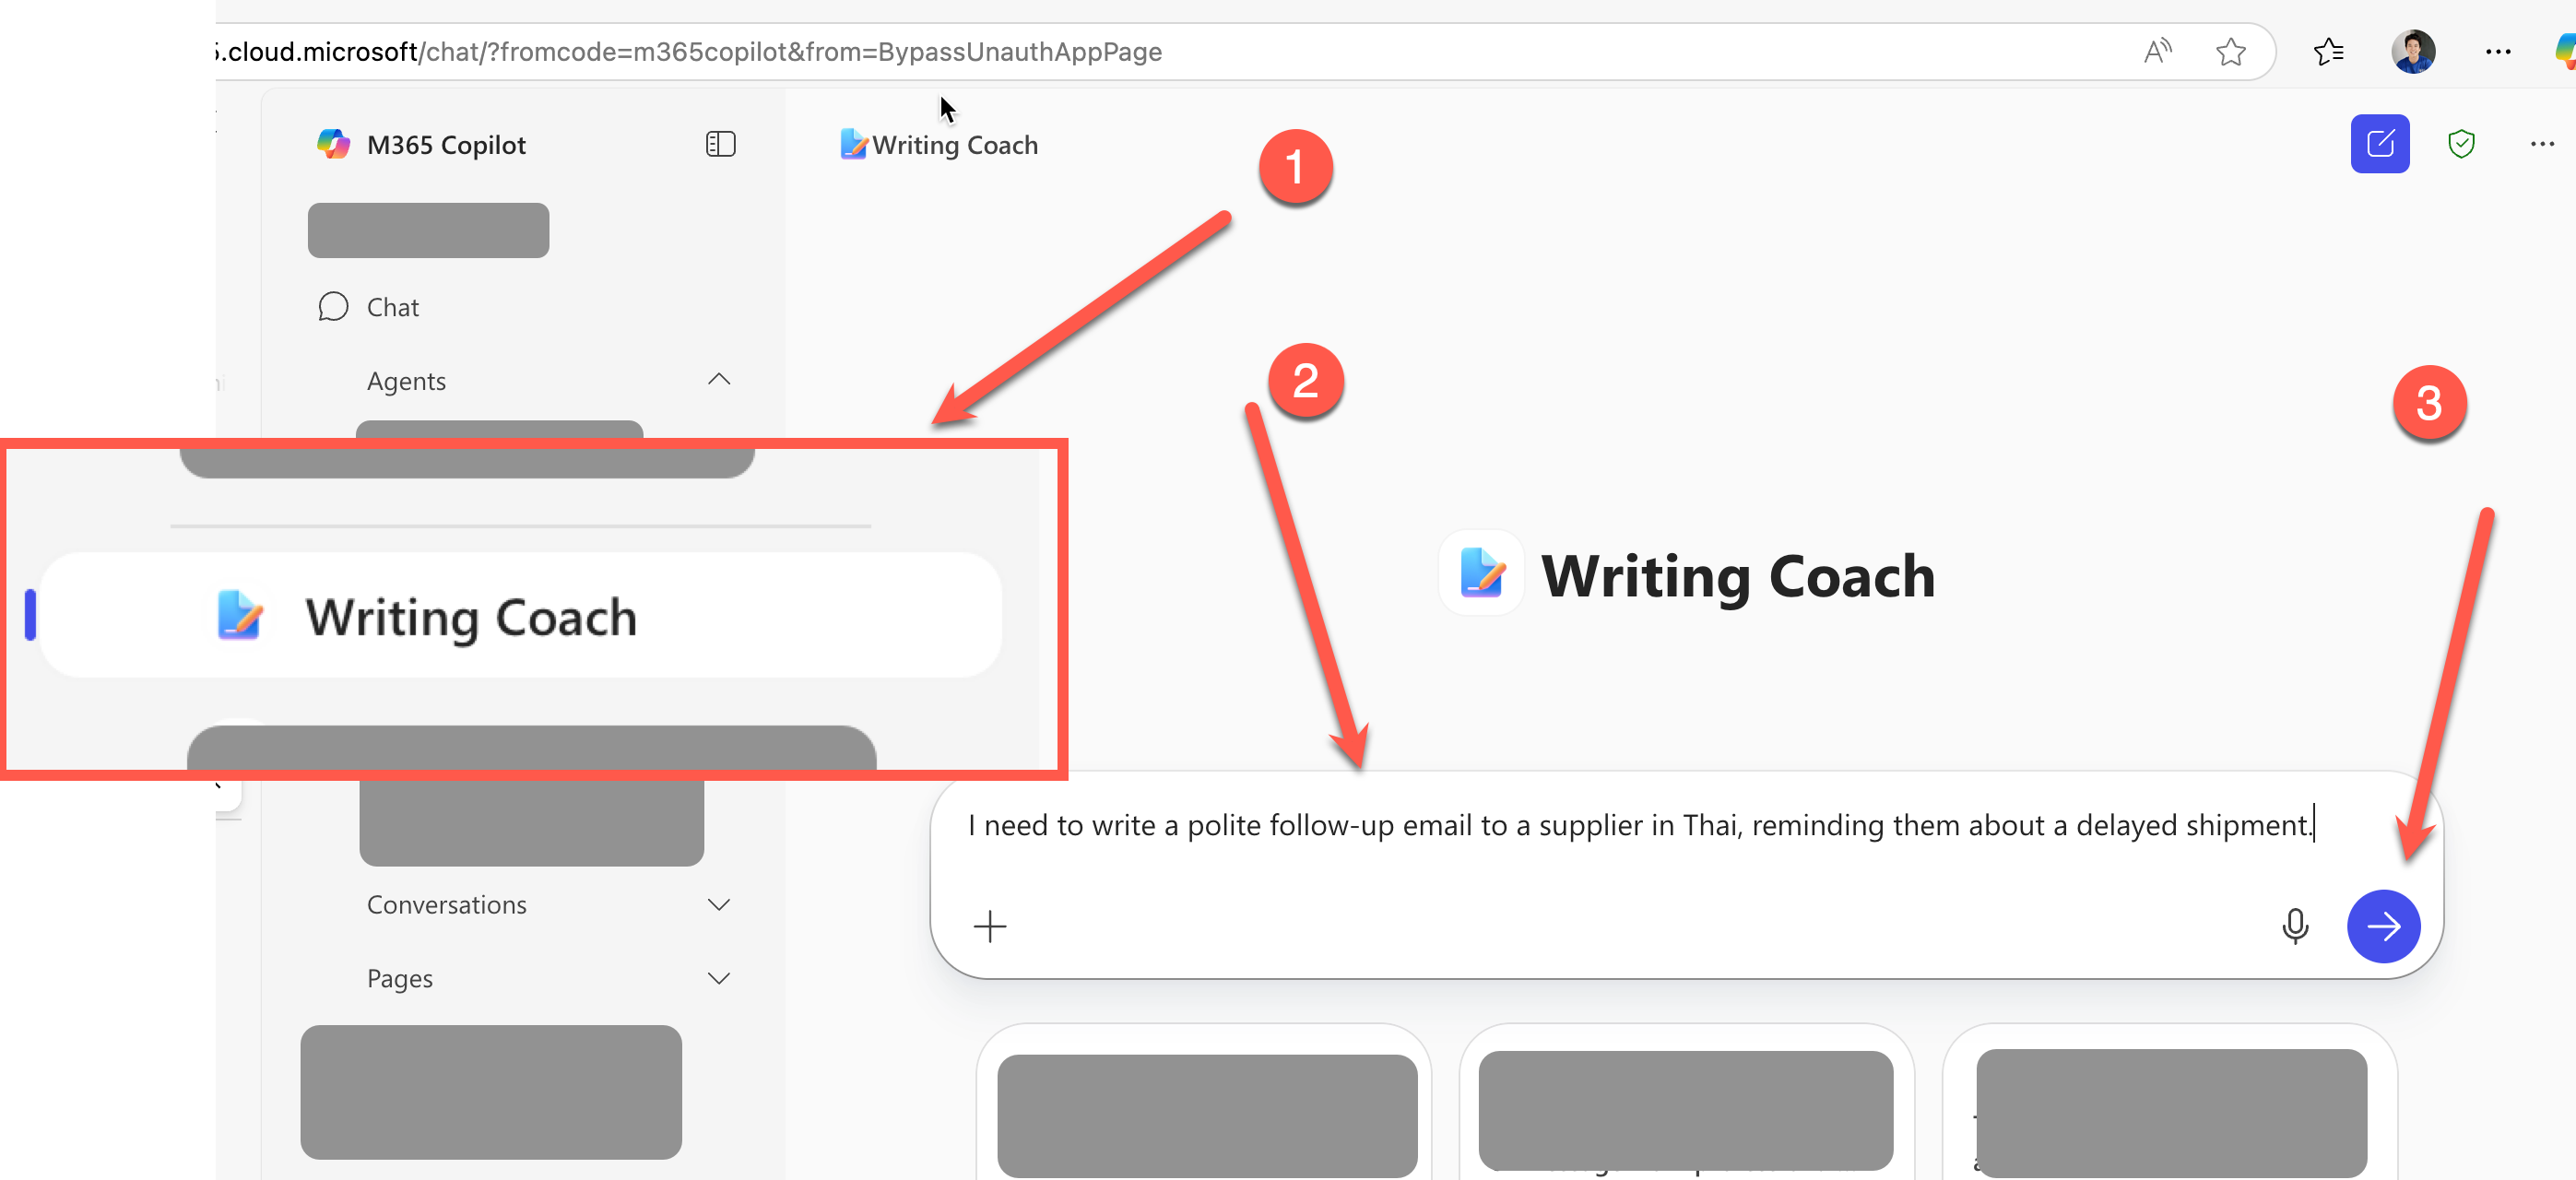 .cloud.microsoft/chat/?fromcode=m365copilot&from=BypassUnauthAppPage
M365 Copilot
Writing Coach
1
Chat
2
Agents
3
Writing Coach
Writing Coach
I need to write a polite follow-up email to a supplier in Thai, reminding them about a delayed shipment.
Conversations
Pages